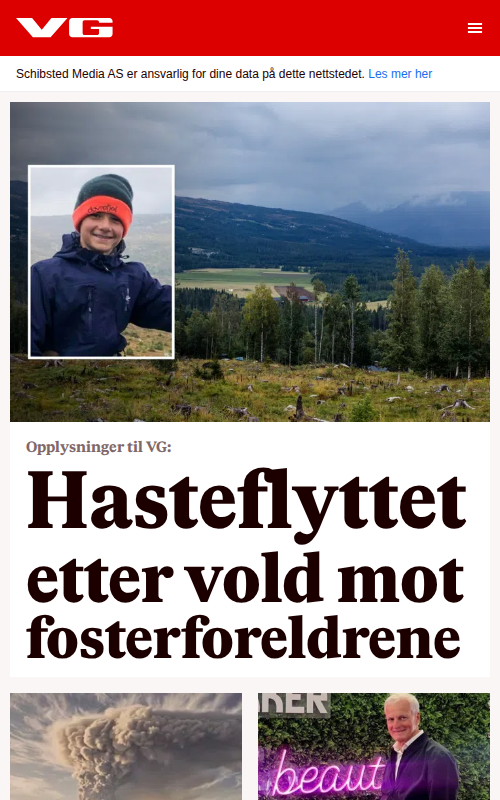 VG
Schibsted Media AS er ansvarlig for dine data på dette nettstedet. Les mer her
Opplysninger til VG:
Hasteflyttet
etter vold mot
fosterforeldrene
beaut